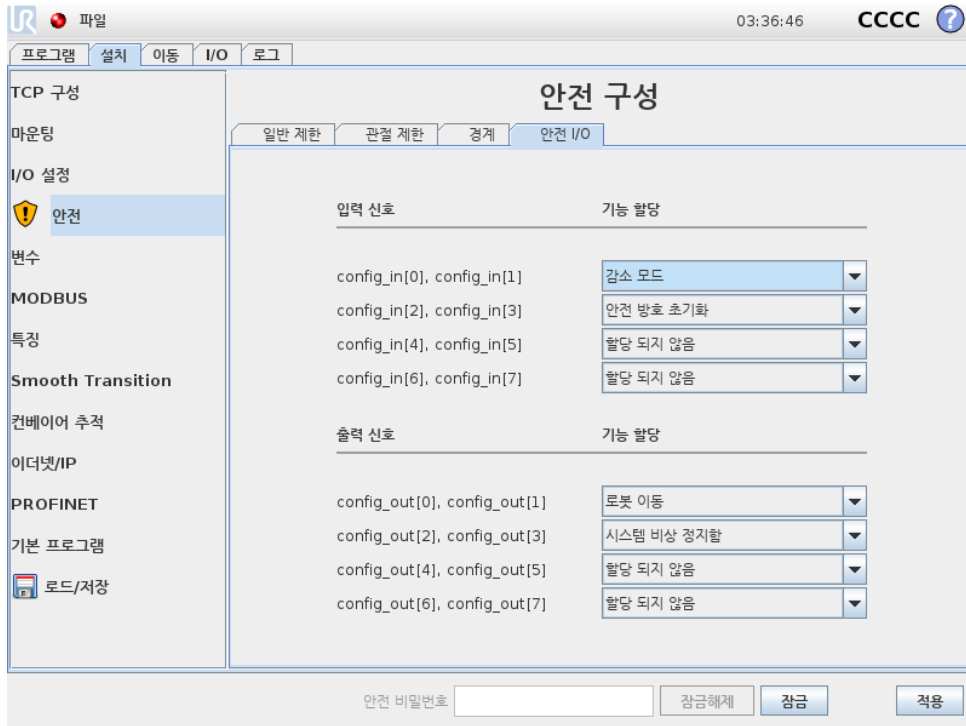 UR 파일 03:36:46 CCCC ?
프로그램 설치 이동 I/O 로그
TCP 구성
마운팅
I/O 설정
안전
변수
MODBUS
특징
Smooth Transition
컨베이어 추적
이더넷/IP
PROFINET
기본 프로그램
로드/저장
안전 구성
일반 제한 관절 제한 경계 안전 I/O
입력 신호 기능 할당
config_in[0], config_in[1] 감소 모드
config_in[2], config_in[3] 안전 방호 초기화
config_in[4], config_in[5] 할당 되지 않음
config_in[6], config_in[7] 할당 되지 않음
출력 신호 기능 할당
config_out[0], config_out[1] 로봇 이동
config_out[2], config_out[3] 시스템 비상 정지함
config_out[4], config_out[5] 할당 되지 않음
config_out[6], config_out[7] 할당 되지 않음
안전 비밀번호 잠금해제 잠금 적용